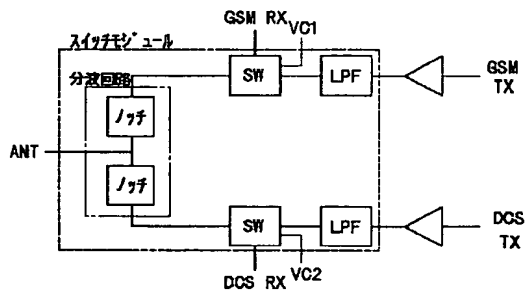 GSM RX
VC1
スイッチモジュール
分波回路
SW
LPF
GSM
TX
ノッチ
ANT
ノッチ
SW
LPF
DCS
TX
VC2
DCS RX